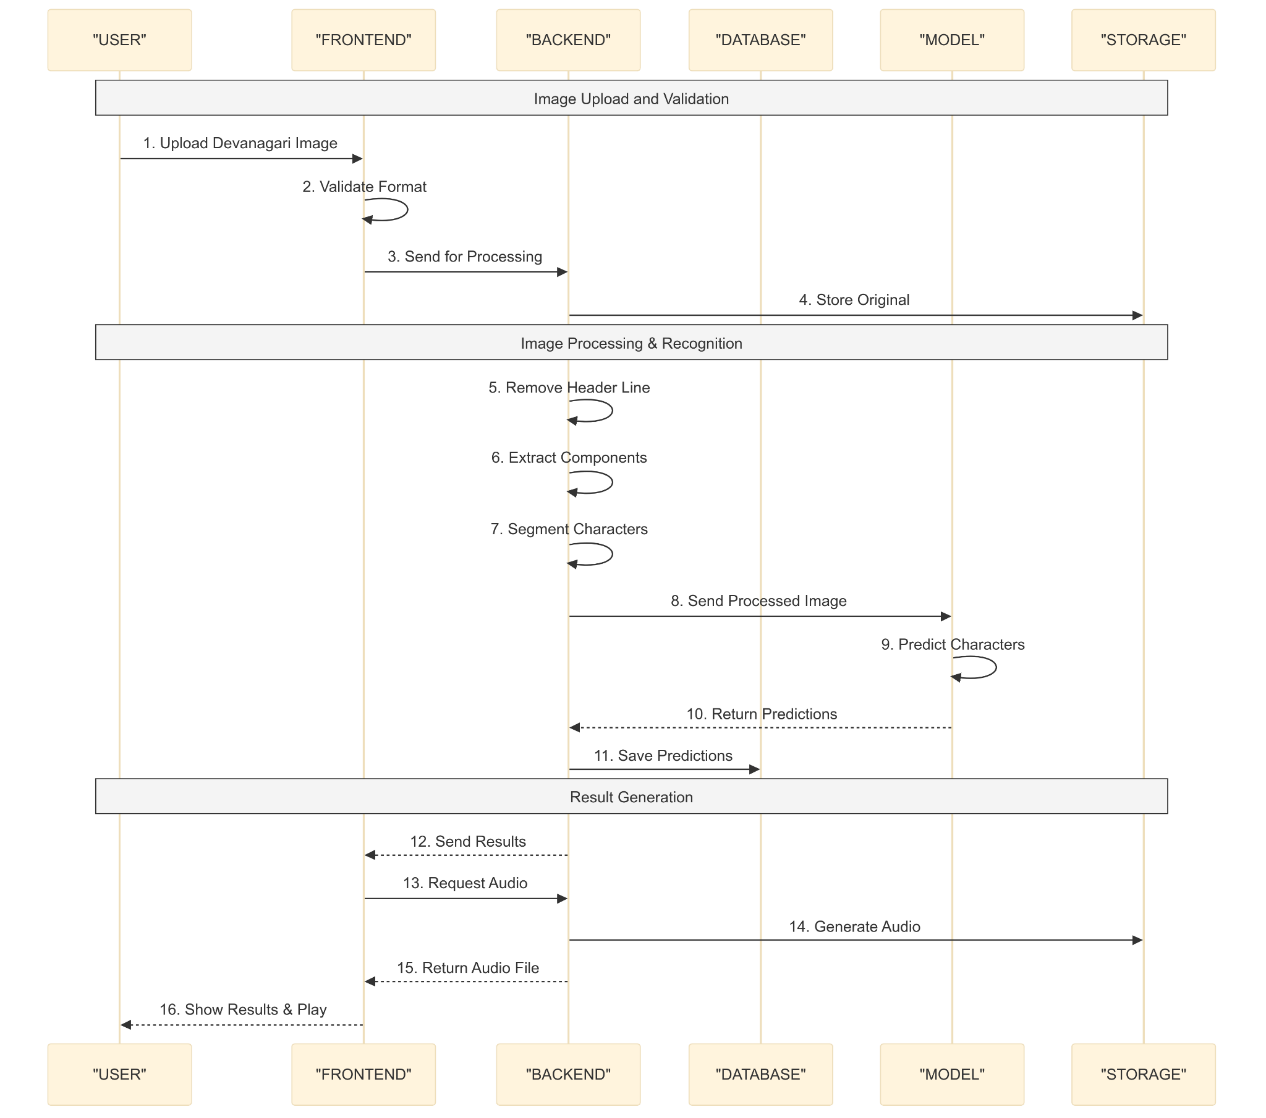 "USER" "FRONTEND" "BACKEND" "DATABASE" "MODEL" "STORAGE"
Image Upload and Validation
1. Upload Devanagari Image
2. Validate Format
3. Send for Processing
4. Store Original
Image Processing & Recognition
5. Remove Header Line
6. Extract Components
7. Segment Characters
8. Send Processed Image
9. Predict Characters
10. Return Predictions
11. Save Predictions
Result Generation
12. Send Results
13. Request Audio
14. Generate Audio
15. Return Audio File
16. Show Results & Play
"USER" "FRONTEND" "BACKEND" "DATABASE" "MODEL" "STORAGE"